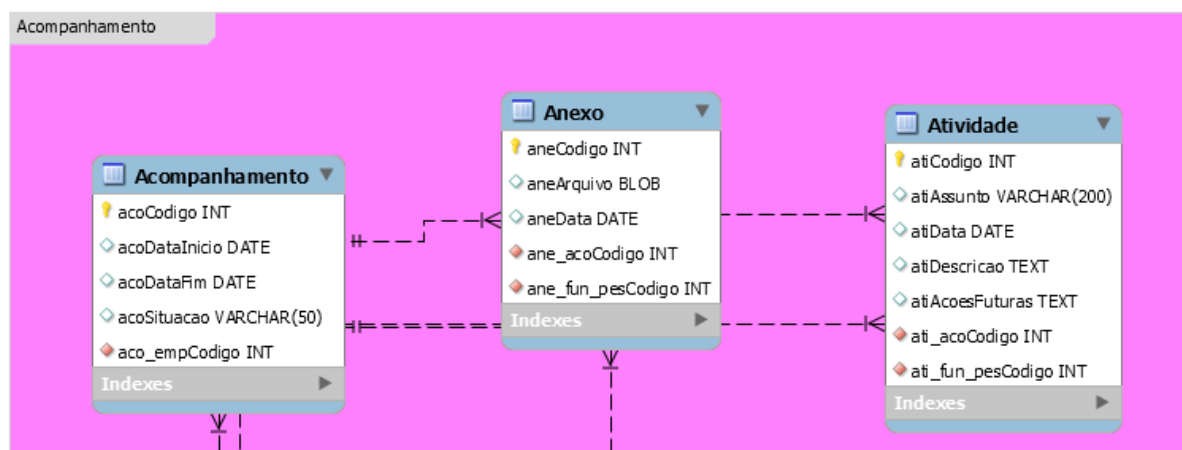 Acompanhamento
Acompanhamento
acoCodigo INT
acoDataInicio DATE
acoDataFim DATE
acoSituacao VARCHAR(50)
aco_empCodigo INT
Indexes
Anexo
aneCodigo INT
aneArquivo BLOB
aneData DATE
ane_acoCodigo INT
ane_fun_pesCodigo INT
Indexes
Atividade
atiCodigo INT
atiAssunto VARCHAR(200)
atiData DATE
atiDescricao TEXT
atiAcoesFuturas TEXT
ati_acoCodigo INT
ati_fun_pesCodigo INT
Indexes